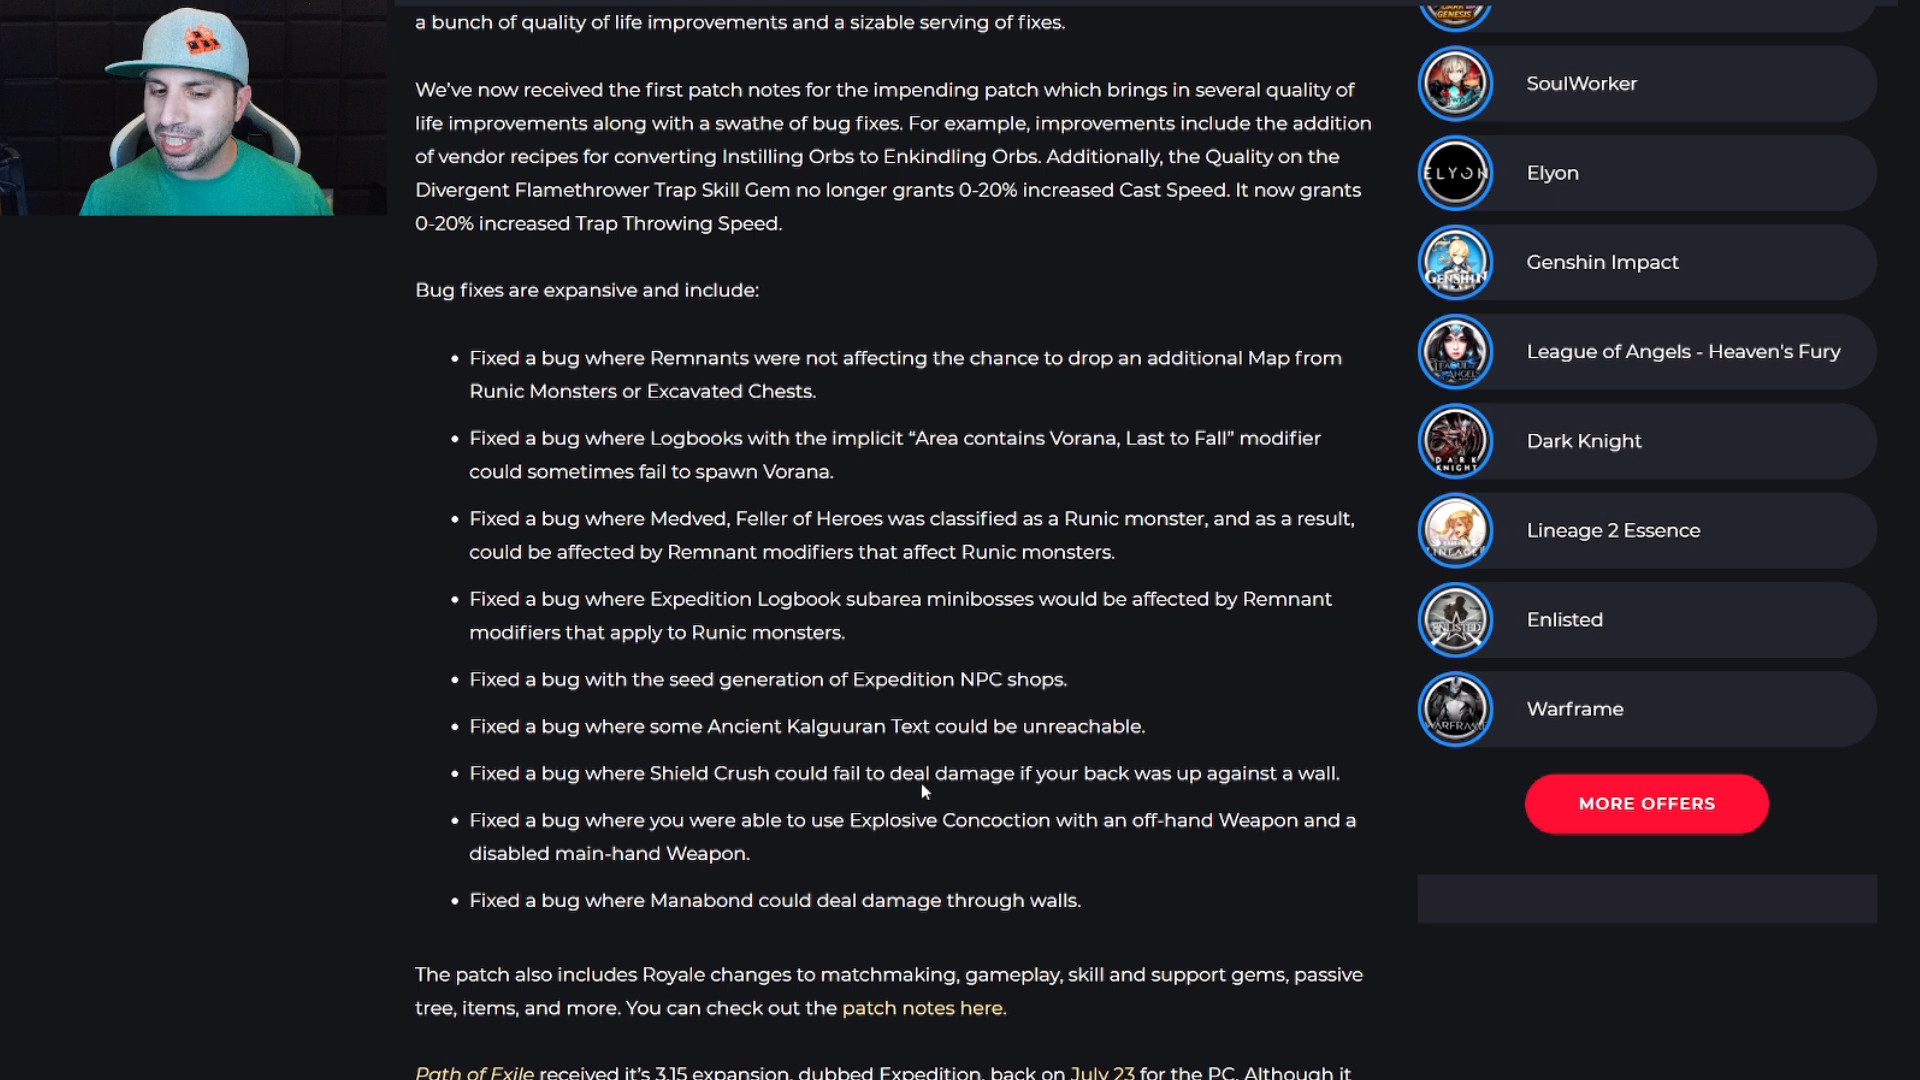 a bunch of quality of life improvements and a sizable serving of fixes.
We've now received the first patch notes for the impending patch which brings in several quality of
life improvements along with a swathe of bug fixes. For example, improvements include the addition
of vendor recipes for converting Instilling Orbs to Enkindling Orbs. Additionally, the Quality on the
Divergent Flamethrower Trap Skill Gem no longer grants 0-20% increased Cast Speed. It now grants
0-20% increased Trap Throwing Speed.
Bug fixes are expansive and include:
• Fixed a bug where Remnants were not affecting the chance to drop an additional Map from
Runic Monsters or Excavated Chests.
• Fixed a bug where Logbooks with the implicit “Area contains Vorana, Last to Fall” modifier
could sometimes fail to spawn Vorana.
• Fixed a bug where Medved, Feller of Heroes was classified as a Runic monster, and as a result,
could be affected by Remnant modifiers that affect Runic monsters.
• Fixed a bug where Expedition Logbook subarea minibosses would be affected by Remnant
modifiers that apply to Runic monsters.
• Fixed a bug with the seed generation of Expedition NPC shops.
• Fixed a bug where some Ancient Kalguuran Text could be unreachable.
• Fixed a bug where Shield Crush could fail to deal damage if your back was up against a wall.
• Fixed a bug where you were able to use Explosive Concoction with an off-hand Weapon and a
disabled main-hand Weapon.
• Fixed a bug where Manabond could deal damage through walls.
The patch also includes Royale changes to matchmaking, gameplay, skill and support gems, passive
tree, items, and more. You can check out the patch notes here.
Path of Exile received it's 3.15 expansion, dubbed Expedition, back on July 23 for the PC. Although it
GENESIS
SoulWorker
ELYON
Elyon
GENSHIN
Genshin Impact
League of Angels - Heaven's Fury
DARK
KNIGHT
Dark Knight
Lineage 2 Essence
ENLISTED
Enlisted
WARFRAME
Warframe
MORE OFFERS